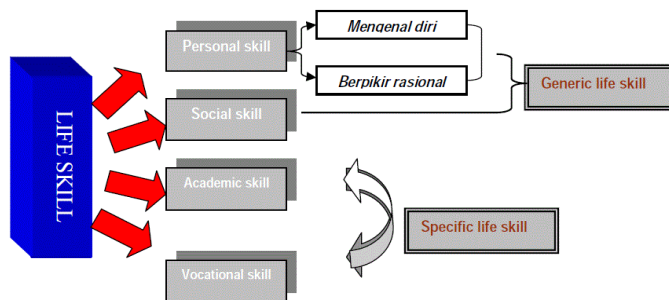 LIFE SKILL
Personal skill
Mengenal diri
Berpikir rasional
Social skill
Generic life skill
Academic skill
Specific life skill
Vocational skill